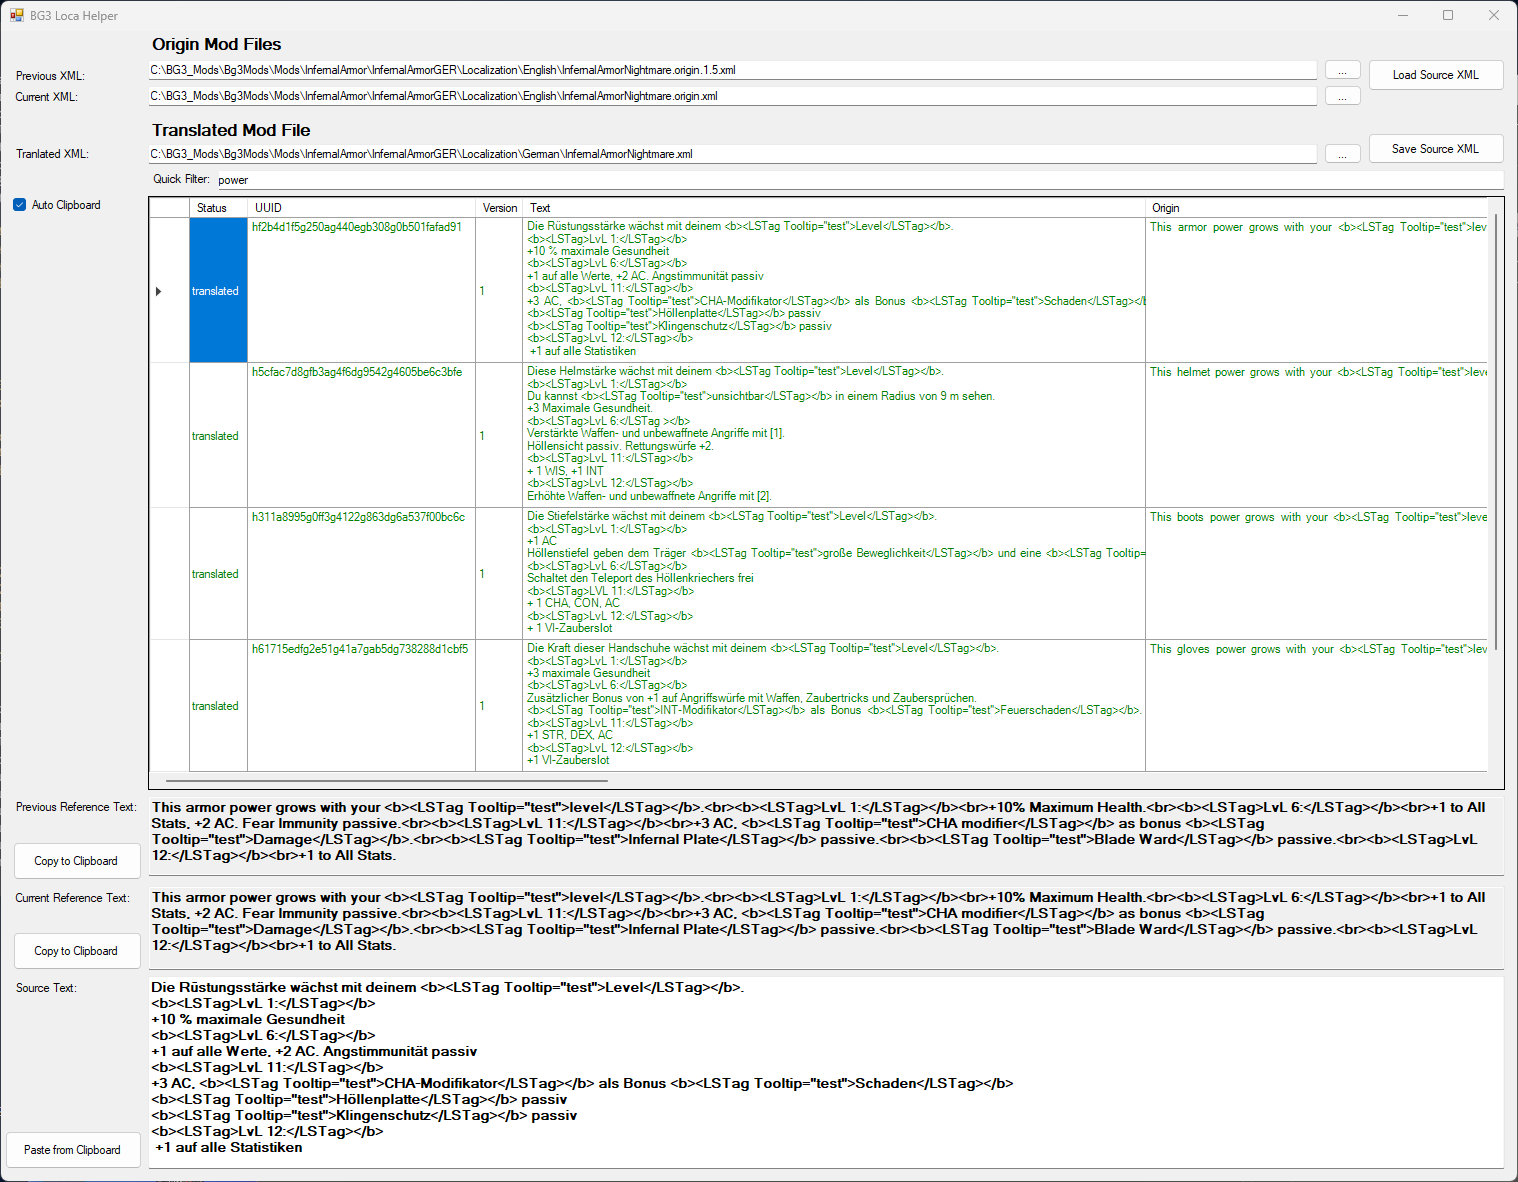 BG3 Loca Helper
Origin Mod Files
Previous XML:
C:\BG3_Mods\Bg3Mods\Mods\InfernalArmor\InfernalArmorGER\Localization\English\InfernalArmorNightmare.origin.1.5.xml
...
Load Source XML
Current XML:
C:\BG3_Mods\Bg3Mods\Mods\InfernalArmor\InfernalArmorGER\Localization\English\InfernalArmorNightmare.origin.xml
...
Translated Mod File
Tranlated XML:
C:\BG3_Mods\Bg3Mods\Mods\InfernalArmor\InfernalArmorGER\Localization\German\InfernalArmorNightmare.xml
...
Save Source XML
Quick Filter:
power
Auto Clipboard
Status UUID Version Text Origin
translated
hf2b4d1f5g250ag440egb308g0b501fafad91
1
Die Rüstungsstärke wächst mit deinem <b><LSTag Tooltip="test">Level</LSTag></b>.
<b><LSTag>LvL 1:</LSTag></b>
+10 % maximale Gesundheit
<b><LSTag>LvL 6:</LSTag></b>
+1 auf alle Werte, +2 AC. Angstimmunität passiv
<b><LSTag>LvL 11:</LSTag></b>
+3 AC, <b><LSTag Tooltip="test">CHA-Modifikator</LSTag></b> als Bonus <b><LSTag Tooltip="test">Schaden</LSTag></b
<b><LSTag Tooltip="test">Höllenplatte</LSTag></b> passiv
<b><LSTag Tooltip="test">Klingenschutz</LSTag></b> passiv
<b><LSTag>LvL 12:</LSTag></b>
+1 auf alle Statistiken
This armor power grows with your <b><LSTag Tooltip="test">lev
translated
h5cfac7d8gfb3ag4f6dg9542g4605be6c3bfe
1
Diese Helmstärke wächst mit deinem <b><LSTag Tooltip="test">Level</LSTag></b>.
<b><LSTag>LvL 1:</LSTag></b>
Du kannst <b><LSTag Tooltip="test">unsichtbar</LSTag></b> in einem Radius von 9 m sehen.
+3 Maximale Gesundheit.
<b><LSTag>LvL 6:</LSTag ></b>
Verstärkte Waffen- und unbewaffnete Angriffe mit [1].
Höllensicht passiv. Rettungswürfe +2.
<b><LSTag>LvL 11:</LSTag></b>
+ 1 WIS, +1 INT
<b><LSTag>LvL 12:</LSTag></b>
Erhöhte Waffen- und unbewaffnete Angriffe mit [2].
This helmet power grows with your <b><LSTag Tooltip="test">leve
translated
h311a8995g0ff3g4122g863dg6a537f00bc6c
1
Die Stiefelstärke wächst mit deinem <b><LSTag Tooltip="test">Level</LSTag></b>.
<b><LSTag>LvL 1:</LSTag></b>
+1 AC
Höllenstiefel geben dem Träger <b><LSTag Tooltip="test">große Beweglichkeit</LSTag></b> und eine <b><LSTag Tooltip=
<b><LSTag>LvL 6:</LSTag></b>
Schaltet den Teleport des Höllenkriechers frei
<b><LSTag>LVL 11:</LSTag></b>
+ 1 CHA, CON, AC
<b><LSTag>LvL 12:</LSTag></b>
+ 1 VI-Zauberslot
This boots power grows with your <b><LSTag Tooltip="test">leve
translated
h61715edfg2e51g41a7gab5dg738288d1cbf5
1
Die Kraft dieser Handschuhe wächst mit deinem <b><LSTag Tooltip="test">Level</LSTag></b>.
<b><LSTag>LvL 1:</LSTag></b>
+3 maximale Gesundheit
<b><LSTag>LvL 6:</LSTag></b>
Zusätzlicher Bonus von +1 auf Angriffswürfe mit Waffen, Zaubertricks und Zaubersprüchen.
<b><LSTag Tooltip="test">INT-Modifikator</LSTag></b> als Bonus <b><LSTag Tooltip="test">Feuerschaden</LSTag></b>.
<b><LSTag>LvL 11:</LSTag></b>
+1 STR, DEX, AC
<b><LSTag>LvL 12:</LSTag></b>
+1 VI-Zauberslot
This gloves power grows with your <b><LSTag Tooltip="test">lev
Previous Reference Text:
This armor power grows with your <b><LSTag Tooltip="test">level</LSTag></b>.<br><b><LSTag>LvL 1:</LSTag></b><br>+10% Maximum Health.<br><b><LSTag>LvL 6:</LSTag></b><br>+1 to All
Stats, +2 AC. Fear Immunity passive.<br><b><LSTag>LvL 11:</LSTag></b><br>+3 AC, <b><LSTag Tooltip="test">CHA modifier</LSTag></b> as bonus <b><LSTag
Tooltip="test">Damage</LSTag></b>.<br><b><LSTag Tooltip="test">Infernal Plate</LSTag></b> passive.<br><b><LSTag Tooltip="test">Blade Ward</LSTag></b> passive.<br><b><LSTag>LvL
12:</LSTag></b><br>+1 to All Stats.
Copy to Clipboard
Current Reference Text:
This armor power grows with your <b><LSTag Tooltip="test">level</LSTag></b>.<br><b><LSTag>LvL 1:</LSTag></b><br>+10% Maximum Health.<br><b><LSTag>LvL 6:</LSTag></b><br>+1 to All
Stats, +2 AC. Fear Immunity passive.<br><b><LSTag>LvL 11:</LSTag></b><br>+3 AC, <b><LSTag Tooltip="test">CHA modifier</LSTag></b> as bonus <b><LSTag
Tooltip="test">Damage</LSTag></b>.<br><b><LSTag Tooltip="test">Infernal Plate</LSTag></b> passive.<br><b><LSTag Tooltip="test">Blade Ward</LSTag></b> passive.<br><b><LSTag>LvL
12:</LSTag></b><br>+1 to All Stats.
Copy to Clipboard
Source Text:
Die Rüstungsstärke wächst mit deinem <b><LSTag Tooltip="test">Level</LSTag></b>.
<b><LSTag>LvL 1:</LSTag></b>
+10 % maximale Gesundheit
<b><LSTag>LvL 6:</LSTag></b>
+1 auf alle Werte, +2 AC. Angstimmunität passiv
<b><LSTag>LvL 11:</LSTag></b>
+3 AC, <b><LSTag Tooltip="test">CHA-Modifikator</LSTag></b> als Bonus <b><LSTag Tooltip="test">Schaden</LSTag></b>
<b><LSTag Tooltip="test">Höllenplatte</LSTag></b> passiv
<b><LSTag Tooltip="test">Klingenschutz</LSTag></b> passiv
<b><LSTag>LvL 12:</LSTag></b>
+1 auf alle Statistiken
Paste from Clipboard